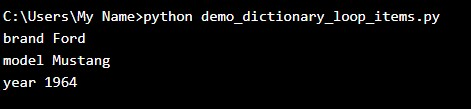 C:\Users\My Name>python demo_dictionary_loop_items.py
brand Ford
model Mustang
year 1964